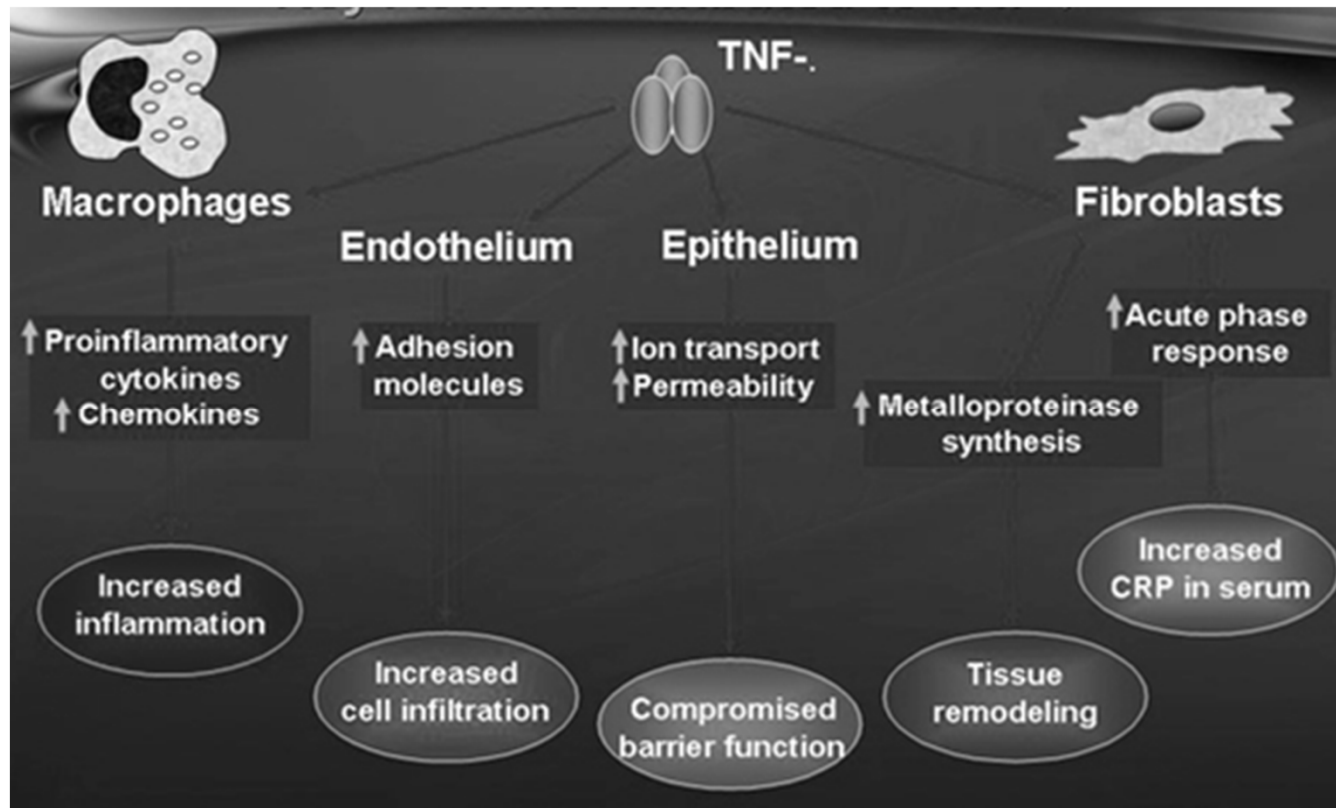 TNF-.
Macrophages
Fibroblasts
Endothelium
Epithelium
Proinflammatory
cytokines
Chemokines
Adhesion
molecules
Ion transport
Permeability
Metalloproteinase
synthesis
Acute phase
response
Increased
inflammation
Increased
cell infiltration
Compromised
barrier function
Tissue
remodeling
Increased
CRP in serum